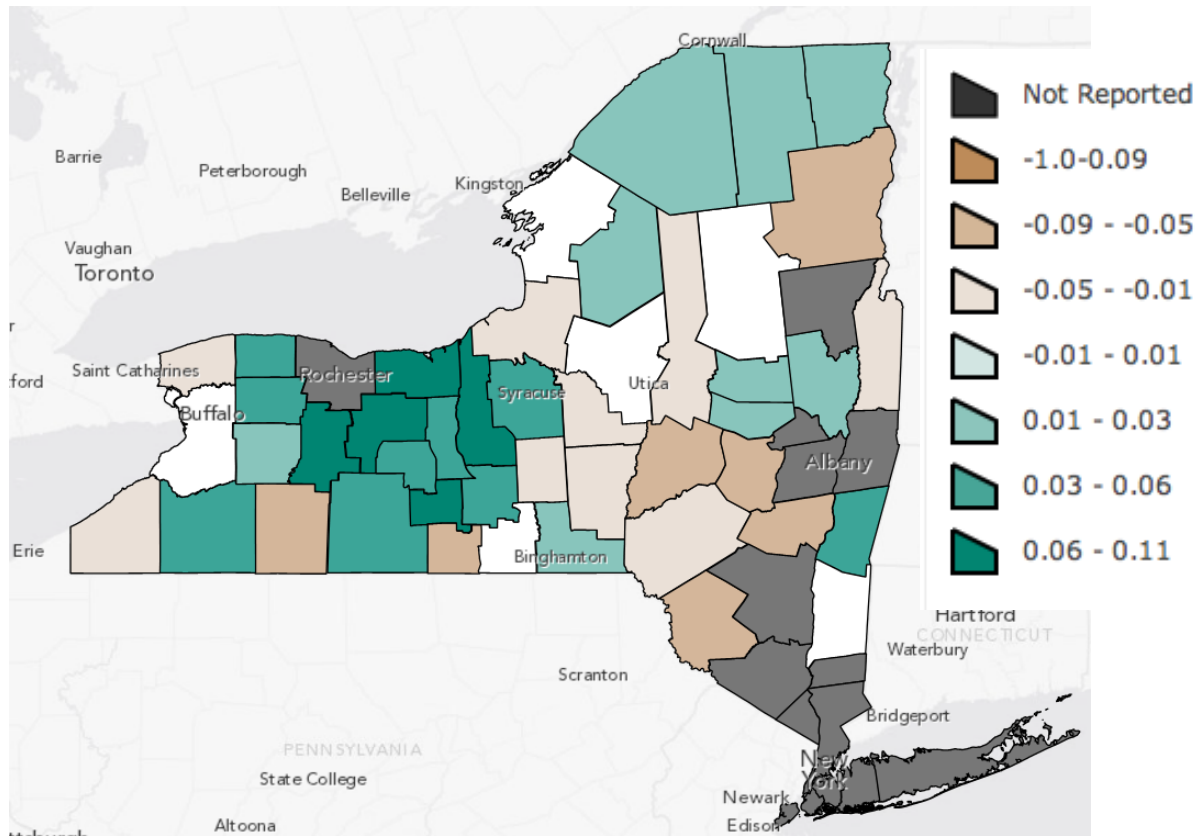 Cornwall
Barrie
Peterborough
Belleville
Kingston
Vaughan
Toronto
r
tford
Saint Catharines
Rochester
Buffalo
Syracuse
Utica
Albany
Erie
Binghamton
Scranton
Hartford
CONNECTICUT
Waterbury
Bridgeport
PENNSYLVANIA
State College
New
York
Newark
Edison
Altoona
Not Reported
-1.0-0.09
-0.09 - -0.05
-0.05 - -0.01
-0.01 - 0.01
0.01 - 0.03
0.03 - 0.06
0.06 - 0.11